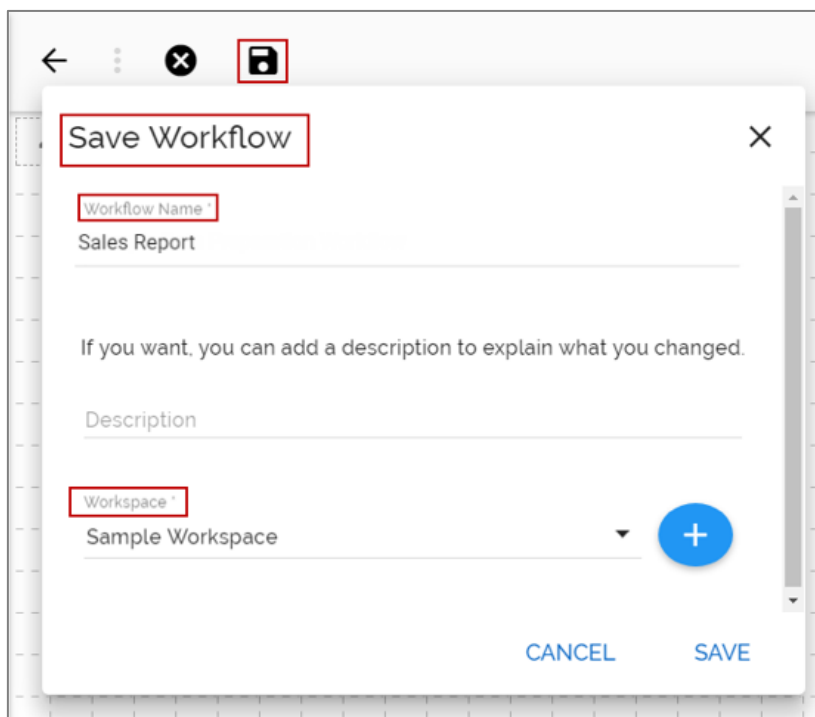 Save Workflow
Workflow Name *
Sales Report
If you want, you can add a description to explain what you changed.
Description
Workspace *
Sample Workspace
CANCEL SAVE